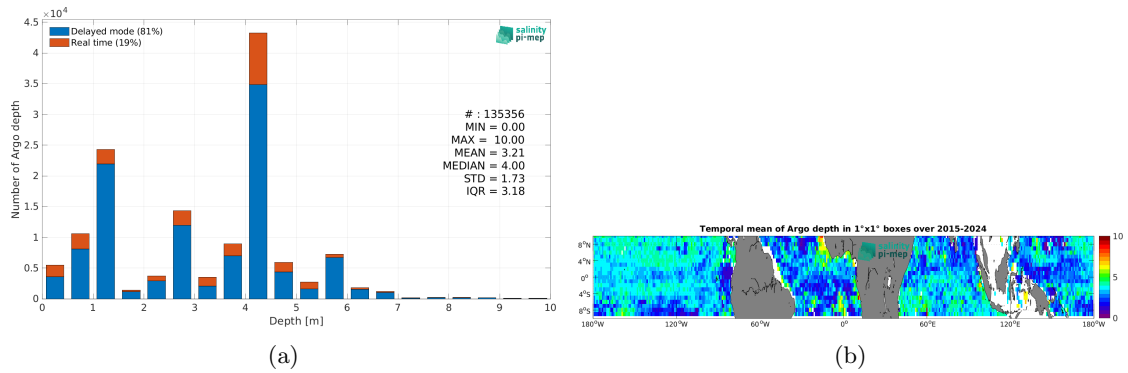 4.5 ×10⁴
Delayed mode (81%)
Real time (19%)
salinity
pi-mep
4
3.5
3
2.5
2
1.5
1
0.5
0
Number of Argo depth
# : 135356
MIN = 0.00
MAX = 10.00
MEAN = 3.21
MEDIAN = 4.00
STD = 1.73
IQR = 3.18
0 1 2 3 4 5 6 7 8 9 10
Depth [m]
(a)
Temporal mean of Argo depth in 1°x1° boxes over 2015-2024
salinity
pi-mep
8°N
4°N
0°
4°S
8°S
180°W 120°W 60°W 0° 60°E 120°E 180°W
10
5
0
(b)